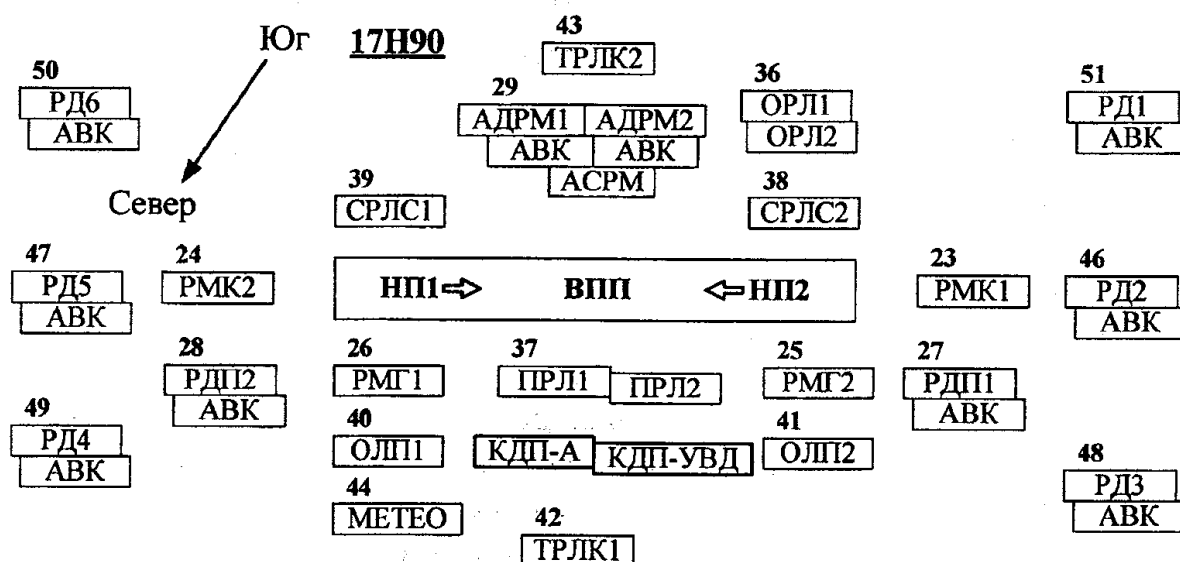 43
Юг 17Н90
ТРЛК2
50
РД6
АВК
29
АДРМ1 АДРМ2
АВК АВК
АСРМ
36
ОРЛ1
ОРЛ2
51
РД1
АВК
Север
39
СРЛС1
38
СРЛС2
47
РД5
АВК
24
РМК2
НП1 ВПП НП2
23
РМК1
46
РД2
АВК
28
РДП2
АВК
26
РМГ1
37
ПРЛ1
ПРЛ2
25
РМГ2
27
РДП1
АВК
49
РД4
АВК
40
ОЛП1
КДП-А
КДП-УВД
41
ОЛП2
44
МЕТЕО
42
ТРЛК1
48
РД3
АВК